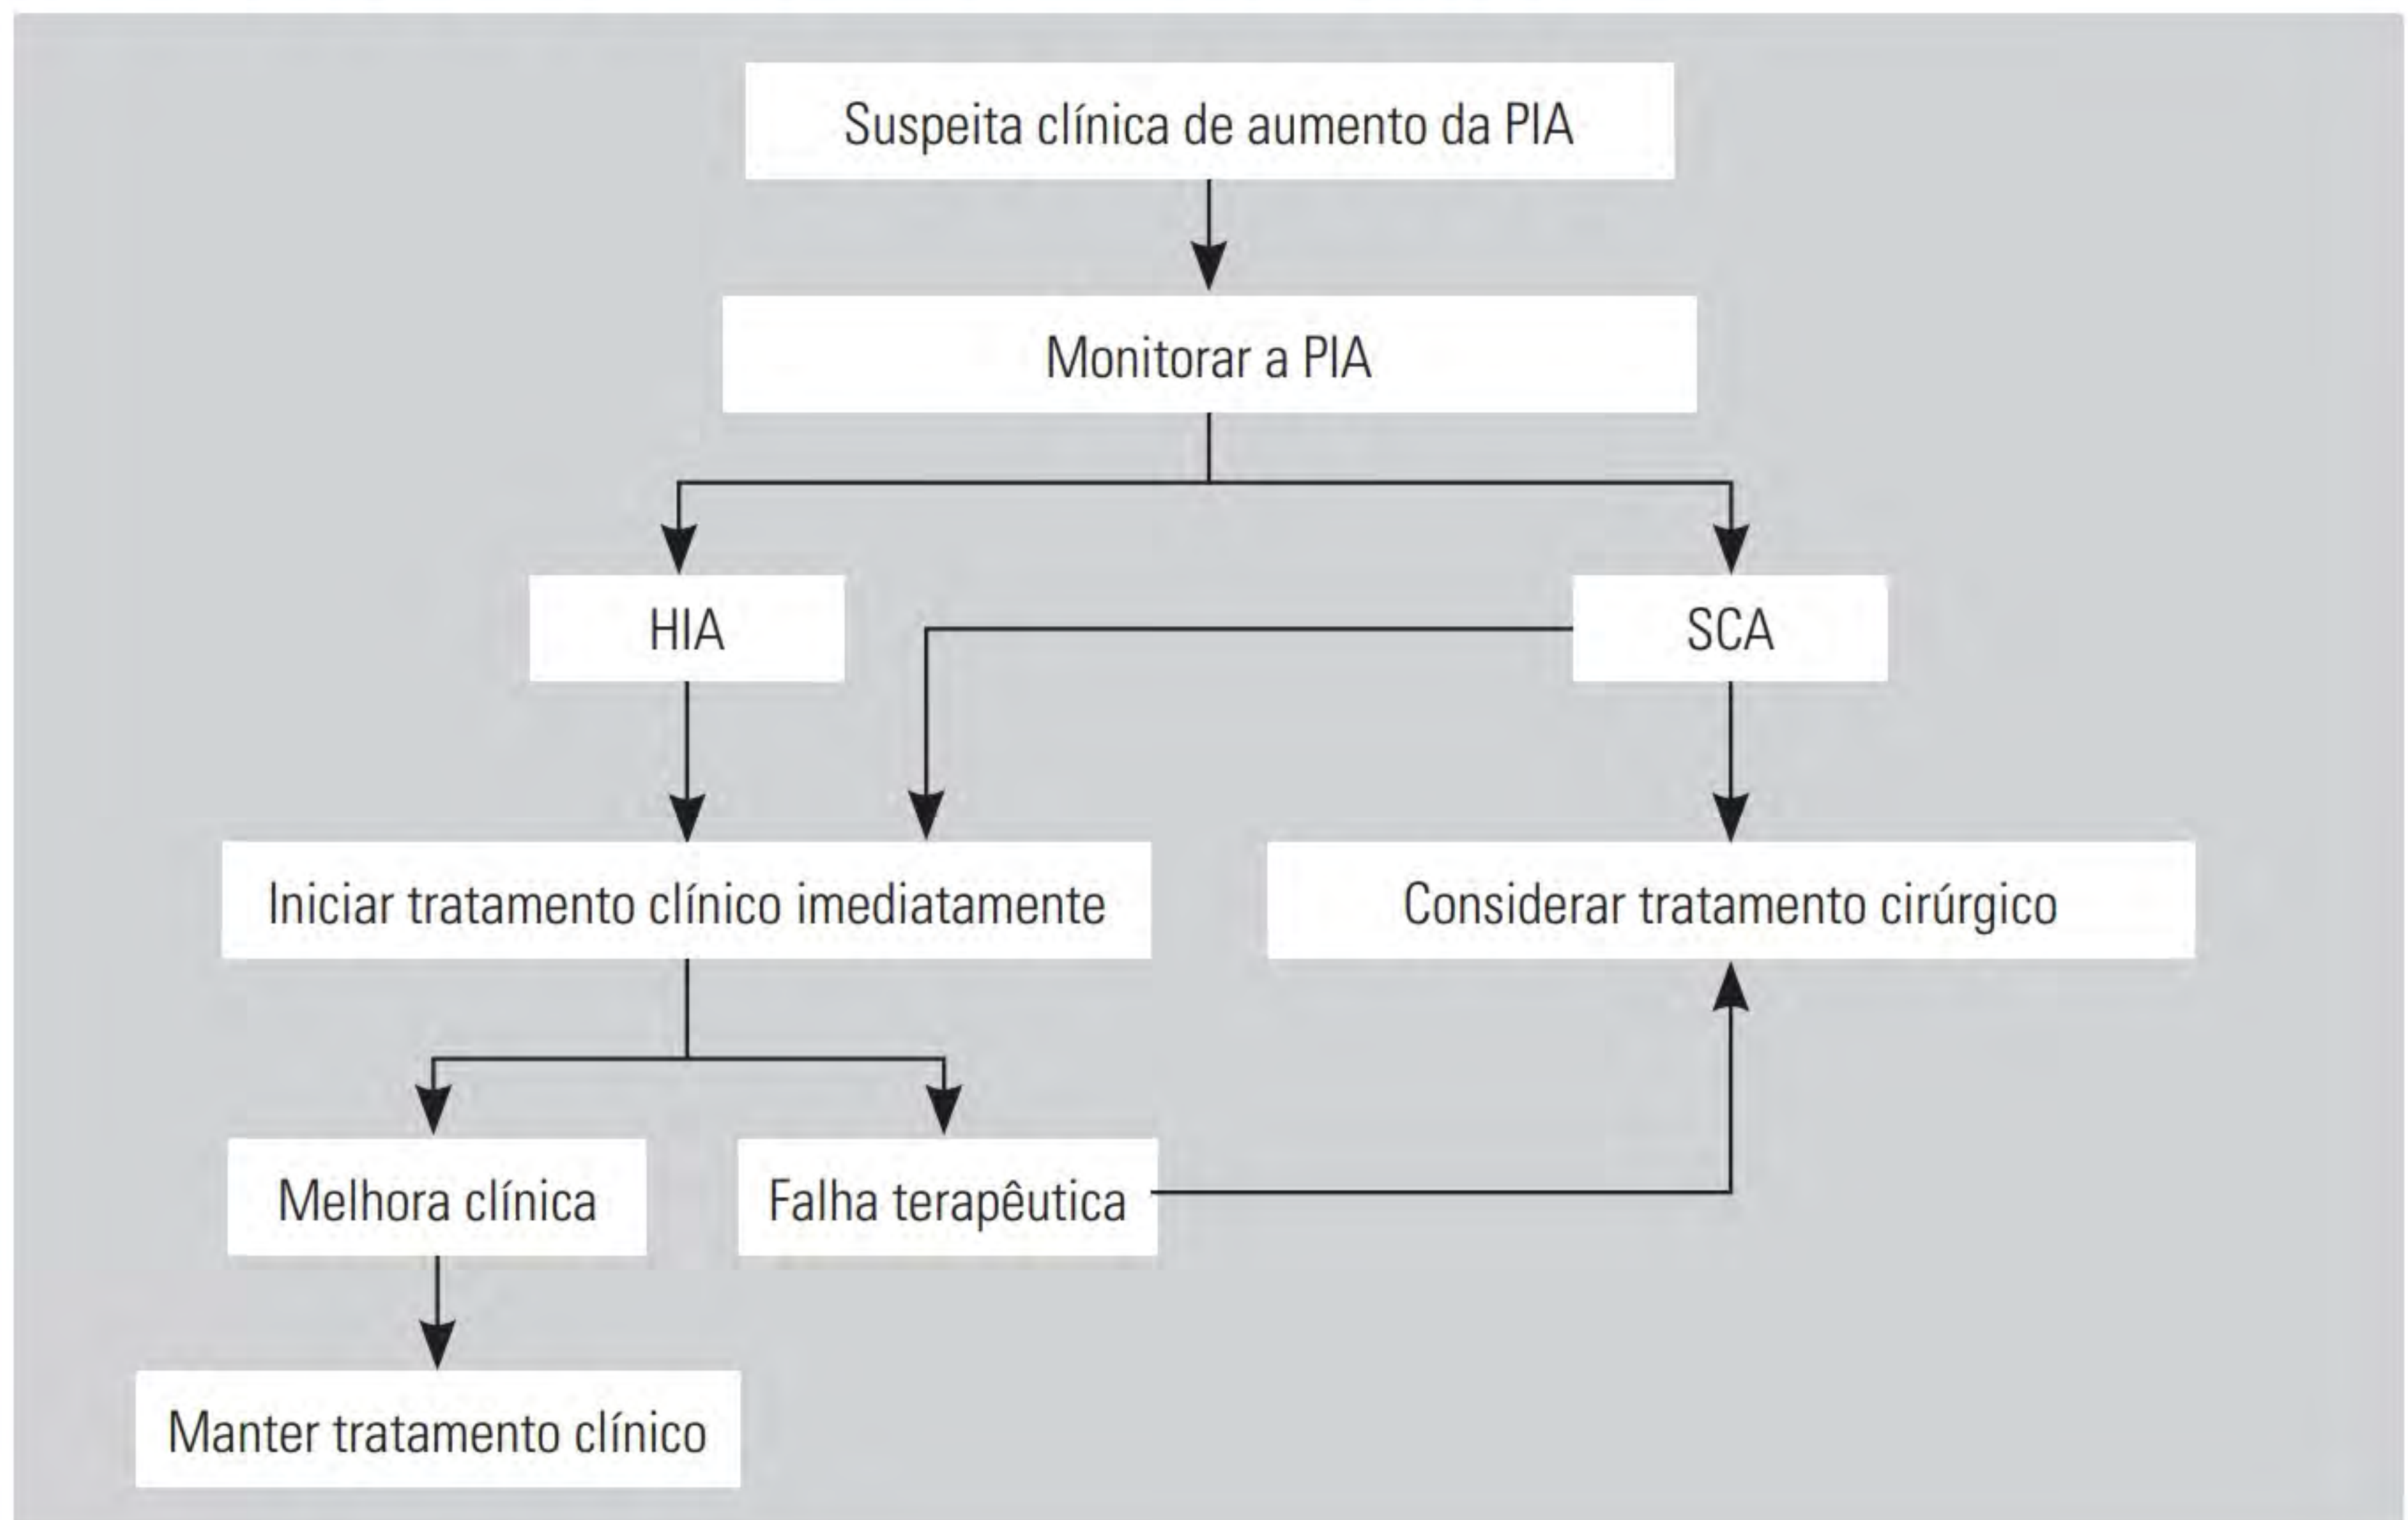 Suspeita clínica de aumento da PIA
Monitorar a PIA
HIA
SCA
Iniciar tratamento clínico imediatamente
Considerar tratamento cirúrgico
Melhora clínica
Falha terapêutica
Manter tratamento clínico